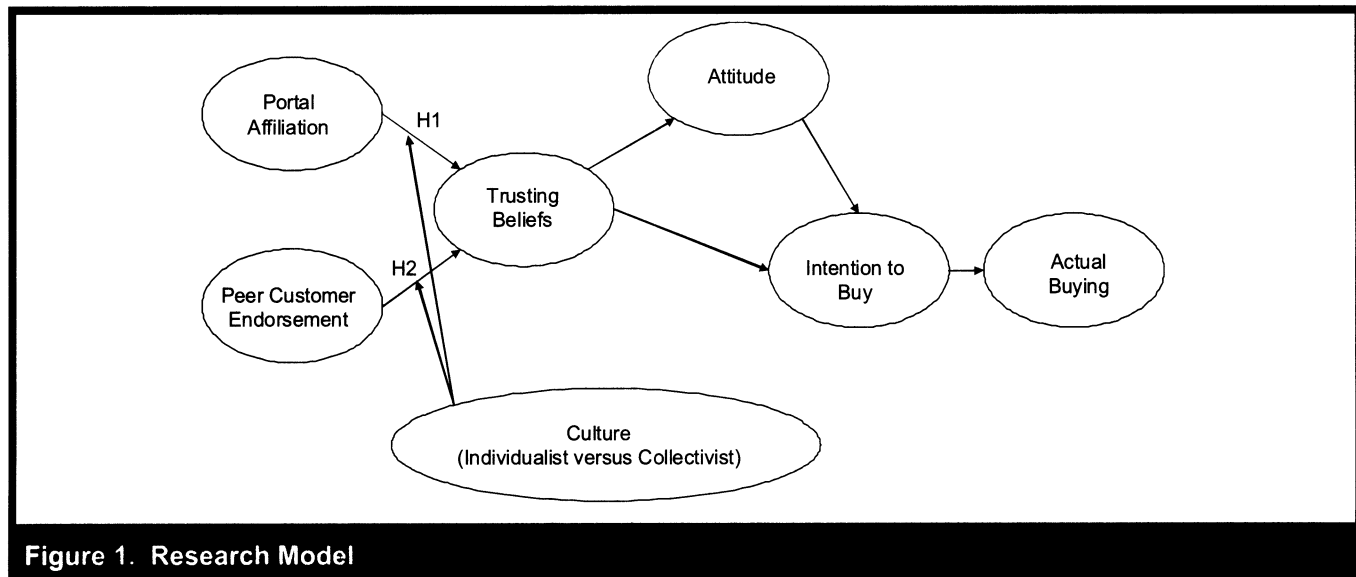 Portal
Affiliation
H1
Attitude
Trusting
Beliefs
H2
Peer Customer
Endorsement
Intention to
Buy
Actual
Buying
Culture
(Individualist versus Collectivist)
Figure 1. Research Model